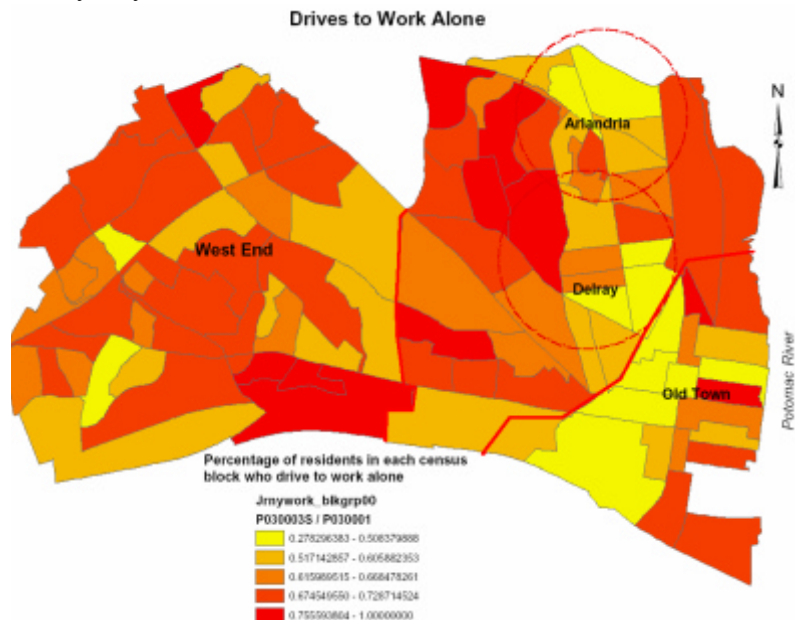 Drives to Work Alone
N
Arlandria
West End
Delray
Old Town
Potomac River
Percentage of residents in each census
block who drive to work alone
Jrnywork_blkgrp00
P030003S / P030001
0.278296383 - 0.508379888
0.517142857 - 0.605882353
0.615989515 - 0.668478261
0.674549550 - 0.728714524
0.755593804 - 1.00000000